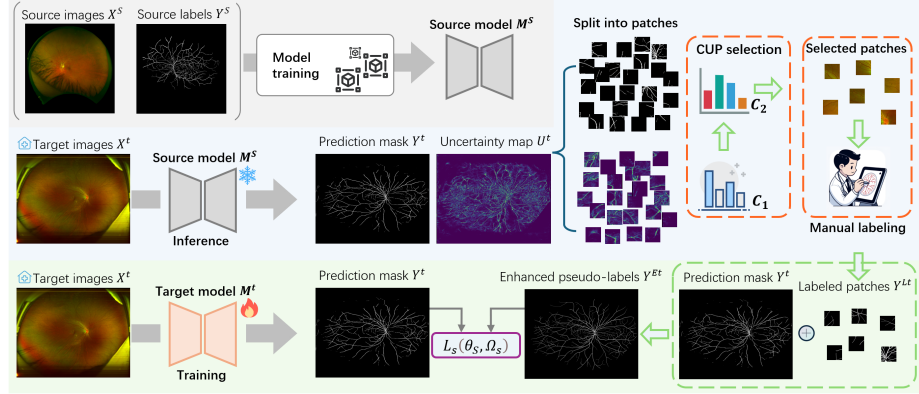 Source images X^S
Source labels Y^S
Source model M^S
Model
training
Split into patches
CUP selection
Selected patches
C_2
C_1
Target images X^t
Source model M^S
Inference
Prediction mask Y^t
Uncertainty map U^t
Manual labeling
Target images X^t
Target model M^t
Training
Prediction mask Y^t
L_s(θ_S, Ω_s)
Enhanced pseudo-labels Y^{Et}
Prediction mask Y^t
Labeled patches Y^{Lt}